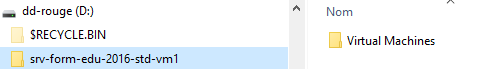 dd-rouge (D:)
$RECYCLE.BIN
srv-form-edu-2016-std-vm1
Nom
Virtual Machines